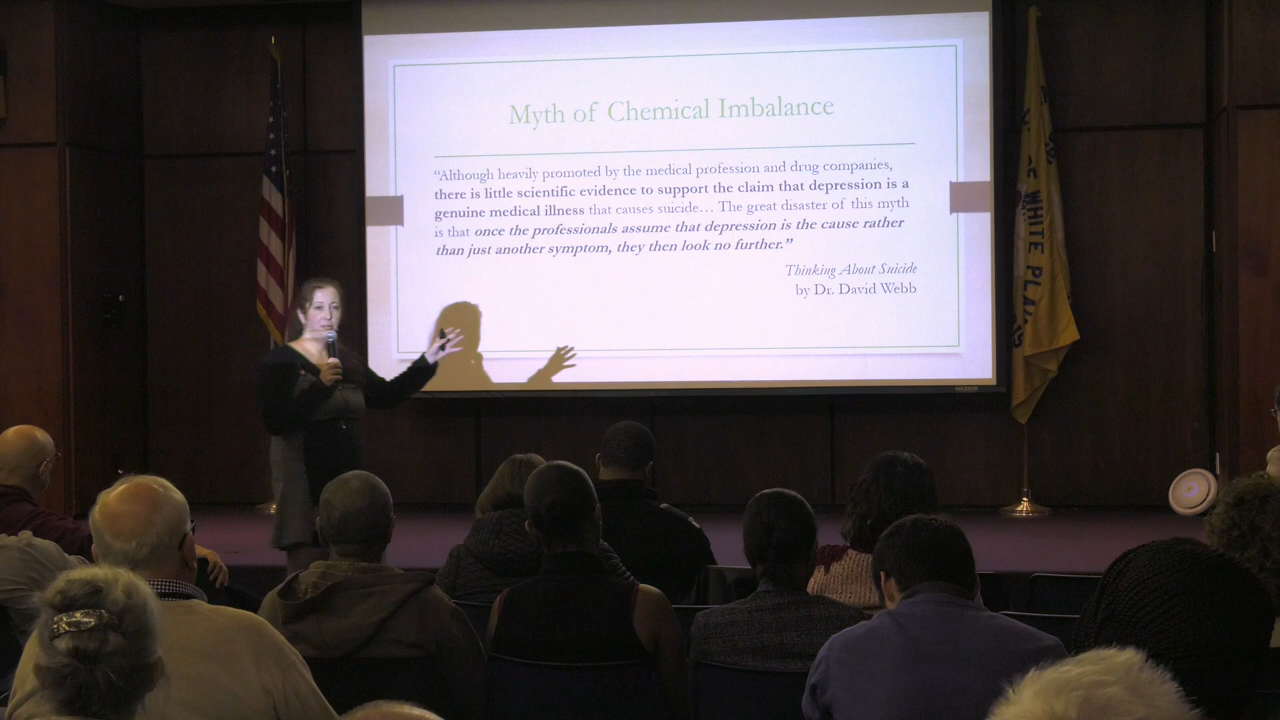 Myth of Chemical Imbalance
“Although heavily promoted by the medical profession and drug companies,
there is little scientific evidence to support the claim that depression is a
genuine medical illness that causes suicide… The great disaster of this myth
is that once the professionals assume that depression is the cause rather
than just another symptom, they then look no further.”
Thinking About Suicide
by Dr. David Webb
OF WHITE PLAINS